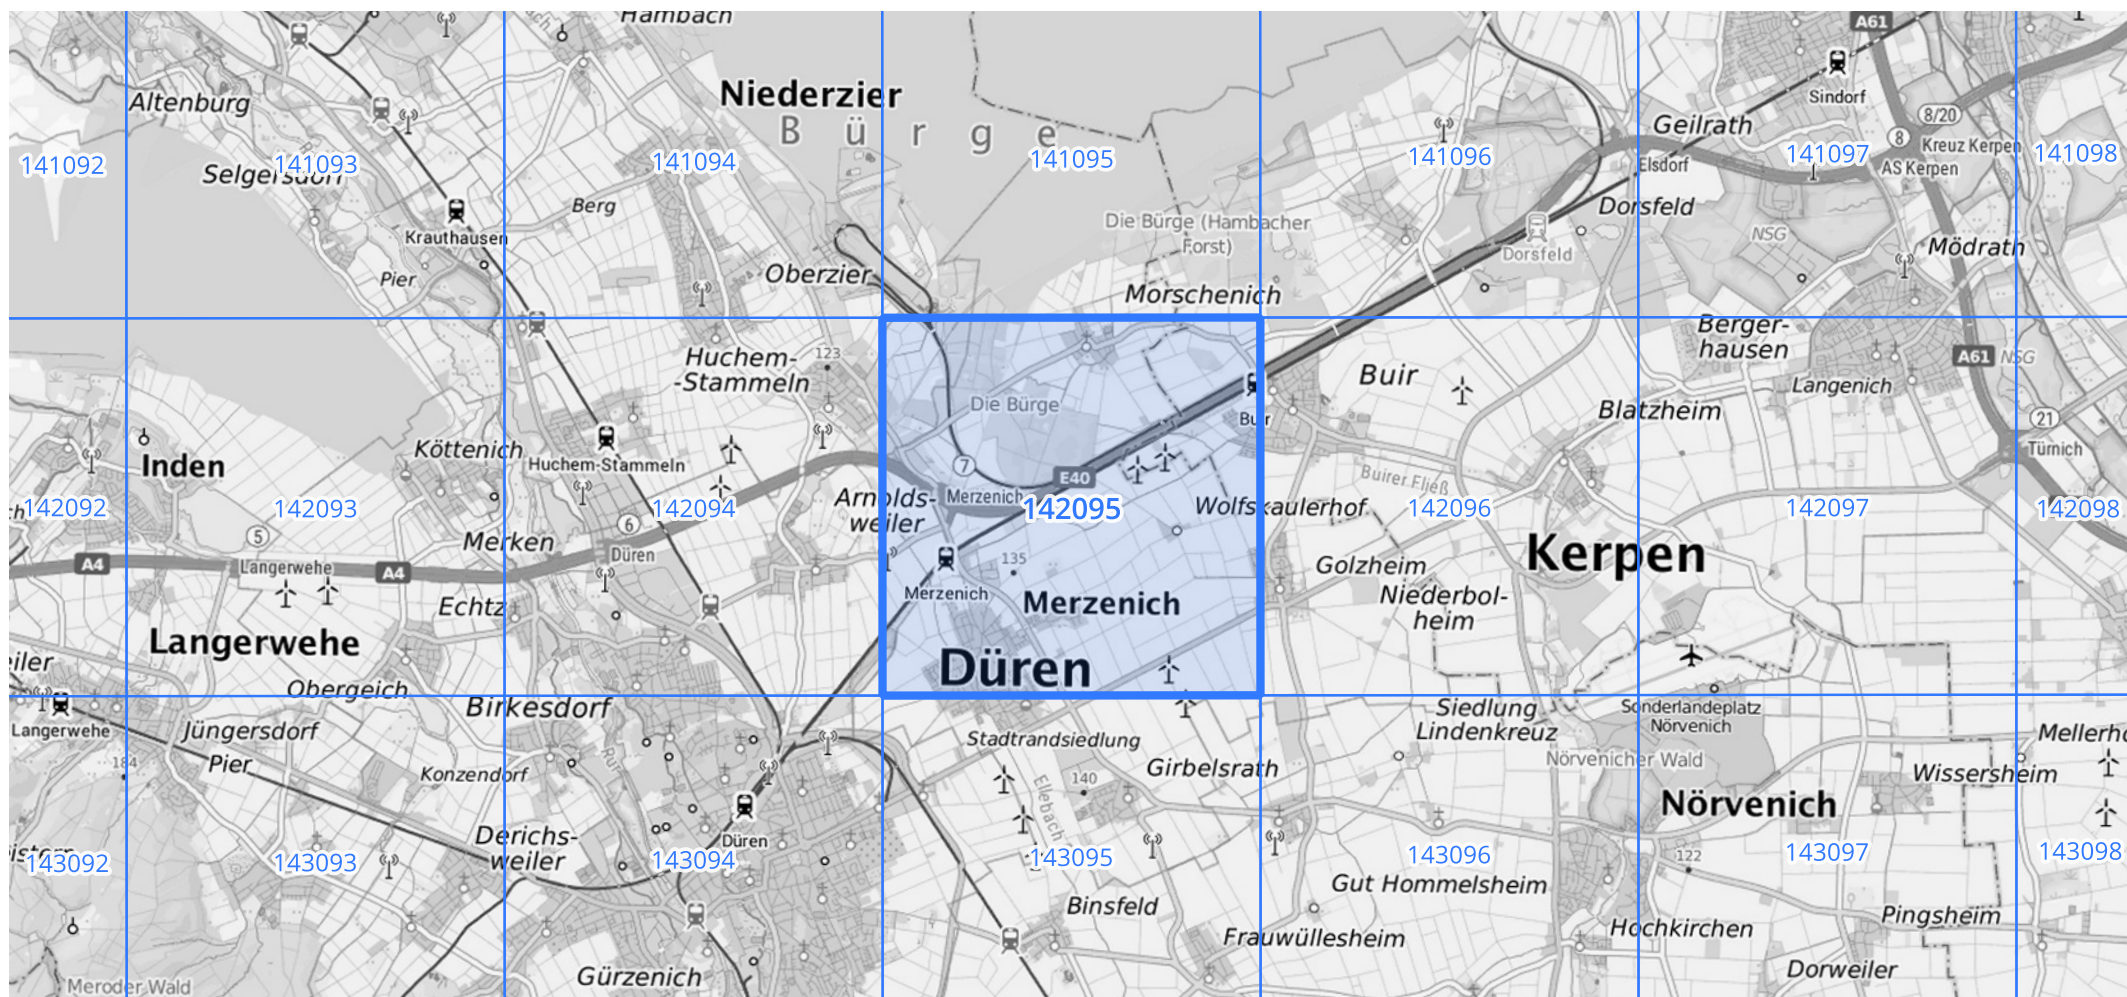 Hambach
A61
Niederzier
Sindorf
Altenburg
8/20
B ü r g e
Geilrath
8
Kreuz Kerpen
141092
141093
141094
141095
141096
141097
141098
Selgersdorf
Elsdorf
AS Kerpen
Berg
Dorsfeld
Die Bürge (Hambacher
Forst)
NSG
Krauthausen
Mödrath
Dorsfeld
Pier
Oberzier
Morschenich
Berger-
hausen
Huchem-
-Stammeln
123
A61
NSG
Buir
Langenich
Die Bürge
Blatzheim
Buir
21
Köttenich
Türnich
Inden
Huchem-Stammeln
7
E40
Buirer Fließ
Arnolds-
weiler
Merzenich
Wolfskaulerhof
142092
142093
142094
142095
142096
142097
142098
6
5
Merken
Düren
Kerpen
A4
Langerwehe
A4
135
Golzheim
Merzenich
Echtz
Merzenich
Niederbol-
heim
Langerwehe
eiler
Düren
Obergeich
Birkesdorf
Siedlung
Lindenkreuz
Sonderlandeplatz
Nörvenich
Langerwehe
Jüngersdorf
Stadtrandsiedlung
Mellerho
Pier
184
Rur
Konzendorf
Girbelsrath
Nörvenicher Wald
Wissersheim
140
Ellebach
Nörvenich
Derichs-
weiler
Düren
143092
143093
143094
143095
143096
143097
143098
122
Gut Hommelsheim
Binsfeld
Pingsheim
Hochkirchen
Frauwüllesheim
Gürzenich
Dorweiler
Meroder Wald